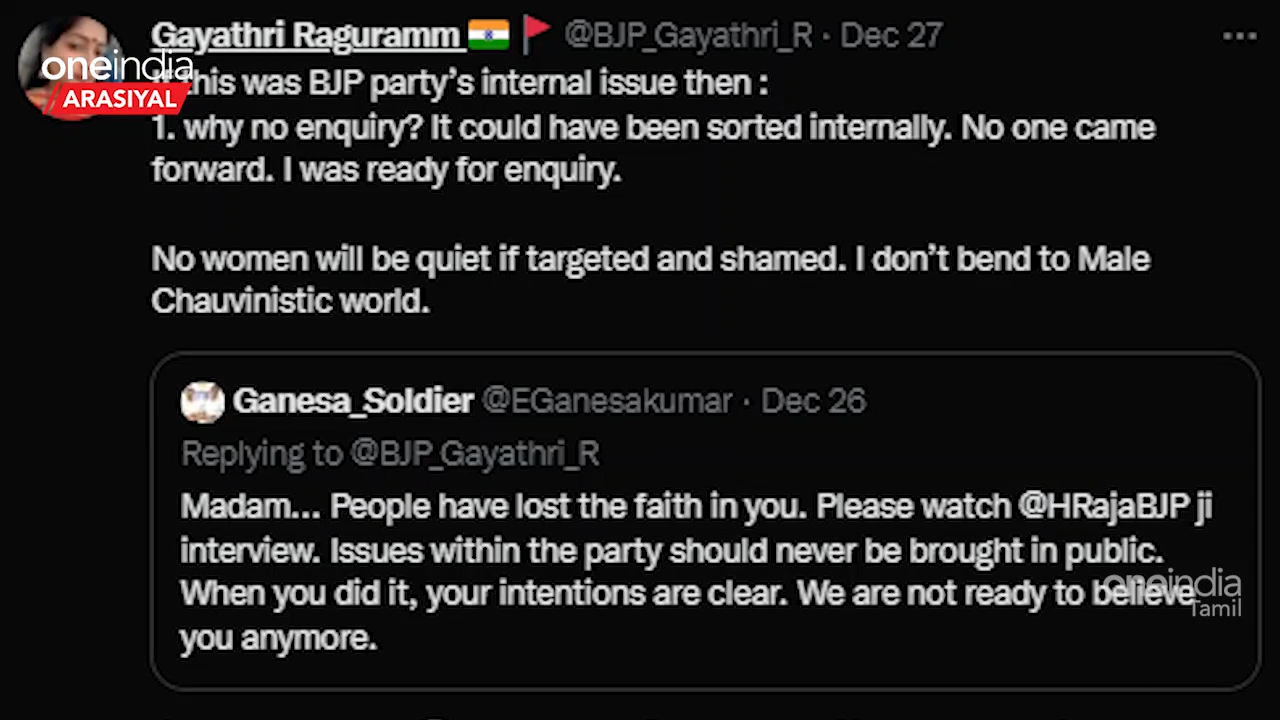 Gayathri Raguramm @BJP_Gayathri_R · Dec 27
oneindia
ARASIYAL
this was BJP party’s internal issue then :
1. why no enquiry? It could have been sorted internally. No one came
forward. I was ready for enquiry.
No women will be quiet if targeted and shamed. I don’t bend to Male
Chauvinistic world.
Ganesa_Soldier @EGanesakumar · Dec 26
Replying to @BJP_Gayathri_R
Madam... People have lost the faith in you. Please watch @HRajaBJP ji
interview. Issues within the party should never be brought in public.
When you did it, your intentions are clear. We are not ready to believe
you anymore.
oneindia
Tamil